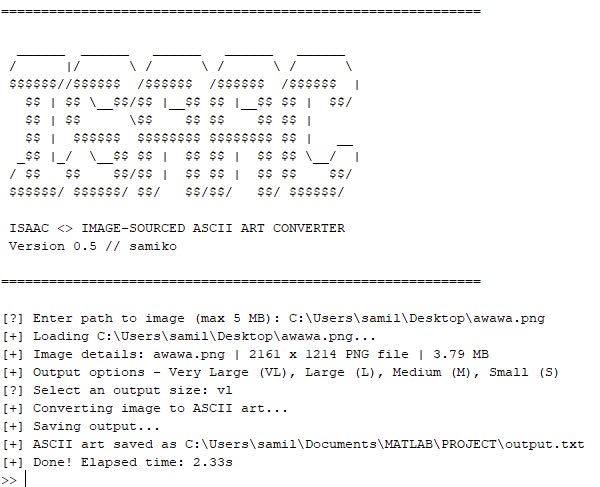 ============================================================
  ______   ______    ______    ______    ______
 /      |/      \  /      \  /      \  /      \
 $$$$$$//$$$$$$  /$$$$$$  /$$$$$$  /$$$$$$  |
   $$ | $$ \__$$/$$ |__$$ $$ |__$$ $$ |  $$/
   $$ | $$      \$$    $$ $$    $$ $$ |
   $$ |  $$$$$$  $$$$$$$$ $$$$$$$$ $$ |   __
  _$$ |_/  \__$$ $$ |  $$ $$ |  $$ $$ \__/  |
 / $$   $$    $$/$$ |  $$ $$ |  $$ $$    $$/
 $$$$$$/ $$$$$$/ $$/   $$/$$/   $$/ $$$$$$/
ISAAC <> IMAGE-SOURCED ASCII ART CONVERTER
Version 0.5 // samiko
============================================================
[?] Enter path to image (max 5 MB): C:\Users\samil\Desktop\awawa.png
[+] Loading C:\Users\samil\Desktop\awawa.png...
[+] Image details: awawa.png | 2161 x 1214 PNG file | 3.79 MB
[+] Output options - Very Large (VL), Large (L), Medium (M), Small (S)
[?] Select an output size: vl
[+] Converting image to ASCII art...
[+] Saving output...
[+] ASCII art saved as C:\Users\samil\Documents\MATLAB\PROJECT\output.txt
[+] Done! Elapsed time: 2.33s
>>